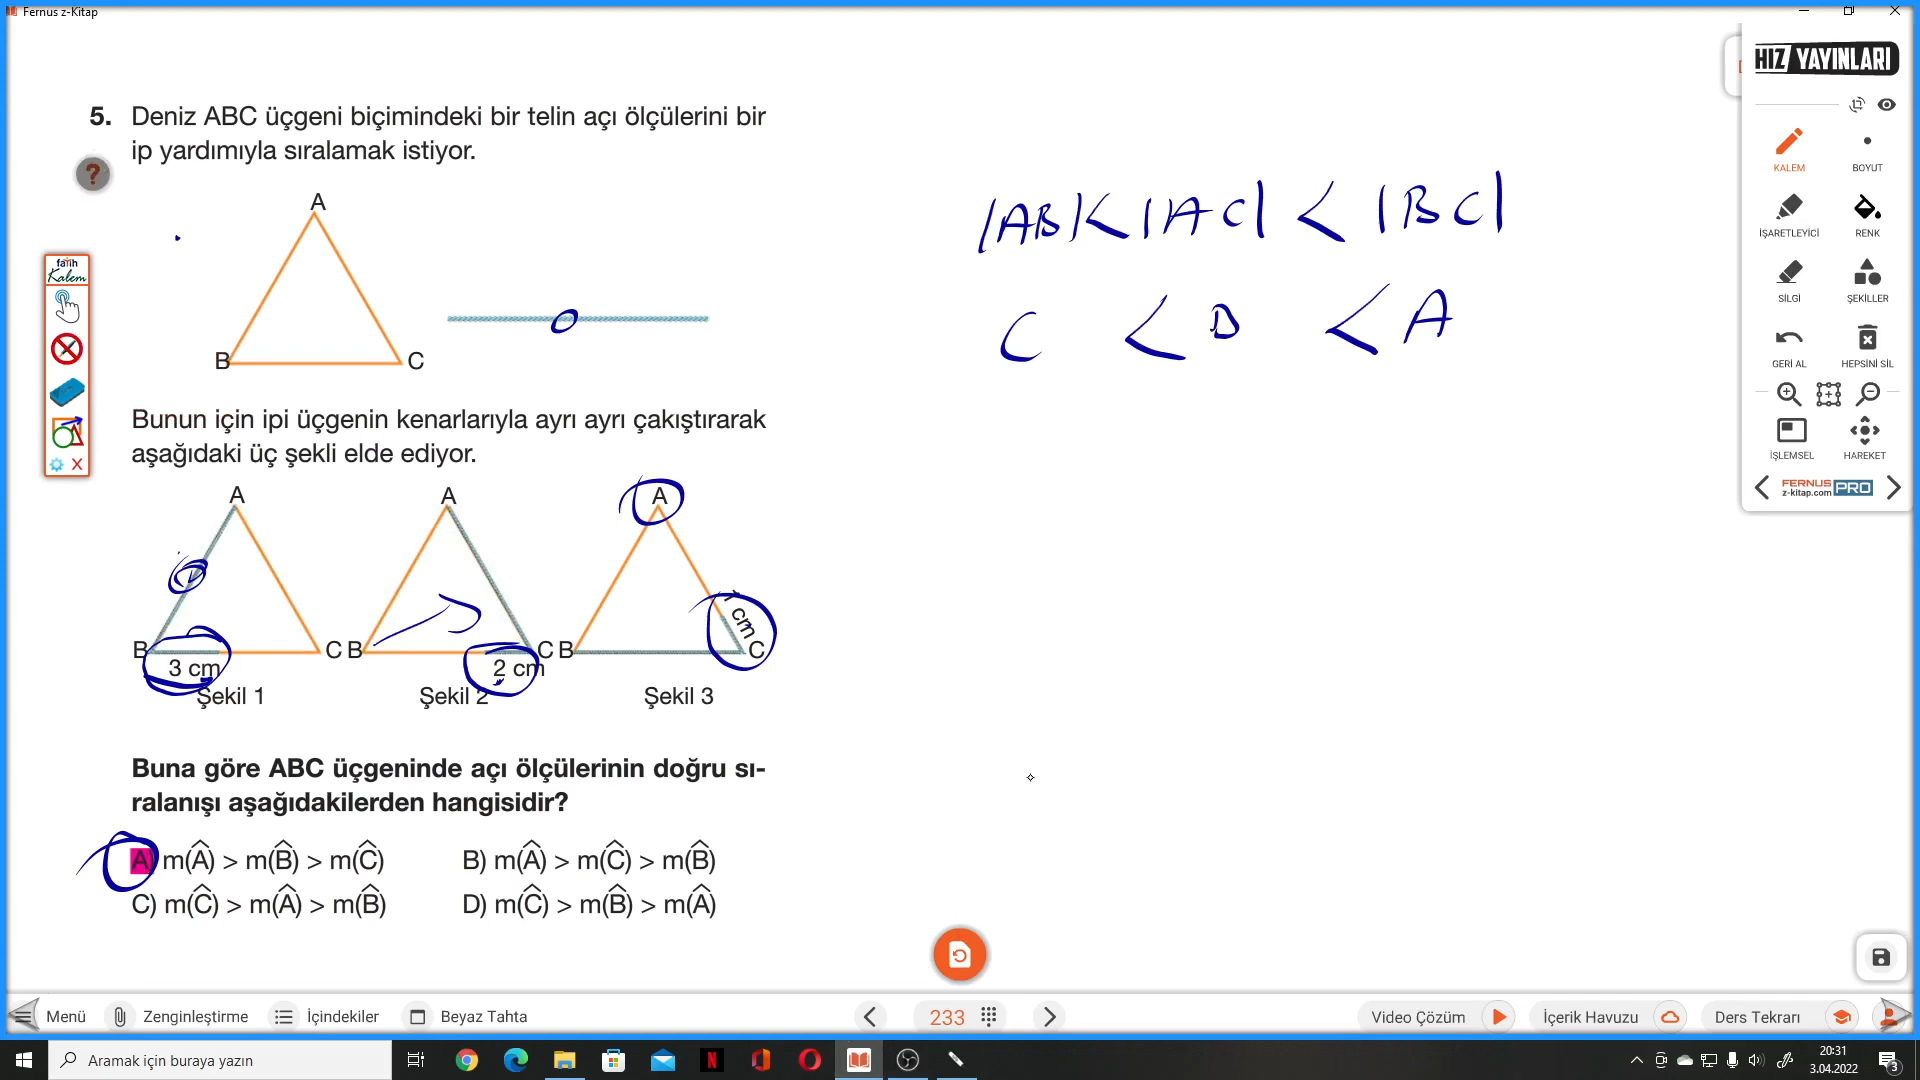 Fernus z-Kitap
HIZ YAYINLARI
5. Deniz ABC üçgeni biçimindeki bir telin açı ölçülerini bir
ip yardımıyla sıralamak istiyor.
?
A
B
C
|AB|<|AC| < |BC|
C < B < A
fatih
Kalem
X
Bunun için ipi üçgenin kenarlarıyla ayrı ayrı çakıştırarak
aşağıdaki üç şekli elde ediyor.
A A A
B C B C B C
3 cm 2 cm 1 cm
Şekil 1 Şekil 2 Şekil 3
Buna göre ABC üçgeninde açı ölçülerinin doğru sı-
ralanışı aşağıdakilerden hangisidir?
A) m(Â) > m(B̂) > m(Ĉ) B) m(Â) > m(Ĉ) > m(B̂)
C) m(Ĉ) > m(Â) > m(B̂) D) m(Ĉ) > m(B̂) > m(Â)
KALEM BOYUT
İŞARETLEYİCİ RENK
SİLGİ ŞEKİLLER
GERİ AL HEPSİNİ SİL
İŞLEMSEL HAREKET
FERNUS
z-kitap.com PRO
Menü Zenginleştirme İçindekiler Beyaz Tahta 233 Video Çözüm İçerik Havuzu Ders Tekrarı
Aramak için buraya yazın
20:31
3.04.2022
3